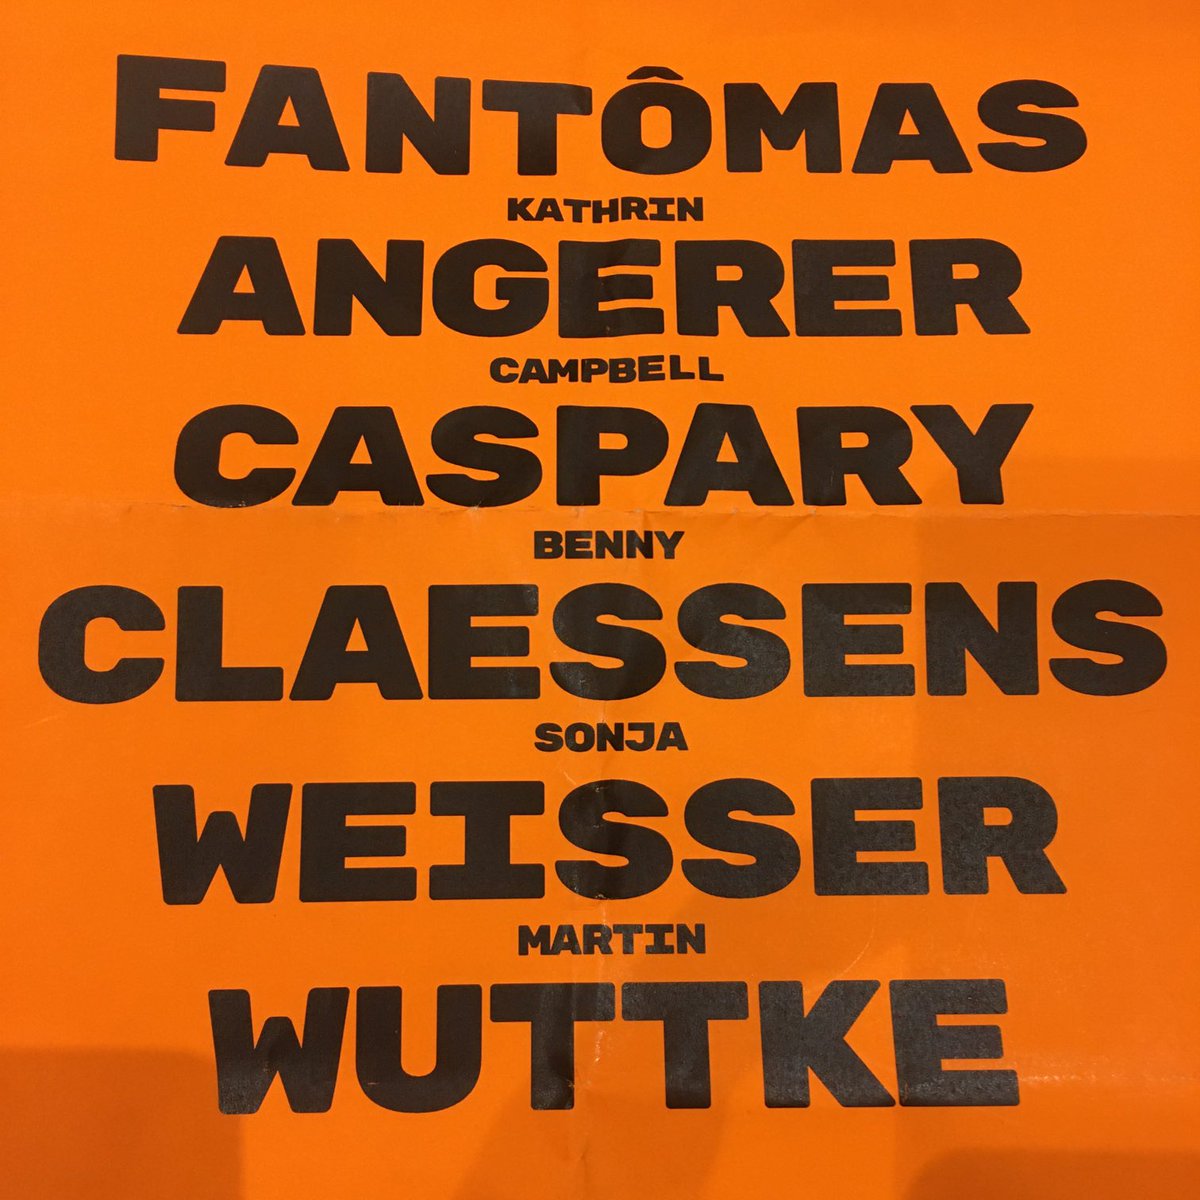 FANTÔMAS
KATHRIN
ANGERER
CAMPBELL
CASPARY
BENNY
CLAESSENS
SONJA
WEISSER
MARTIN
WUTTKE